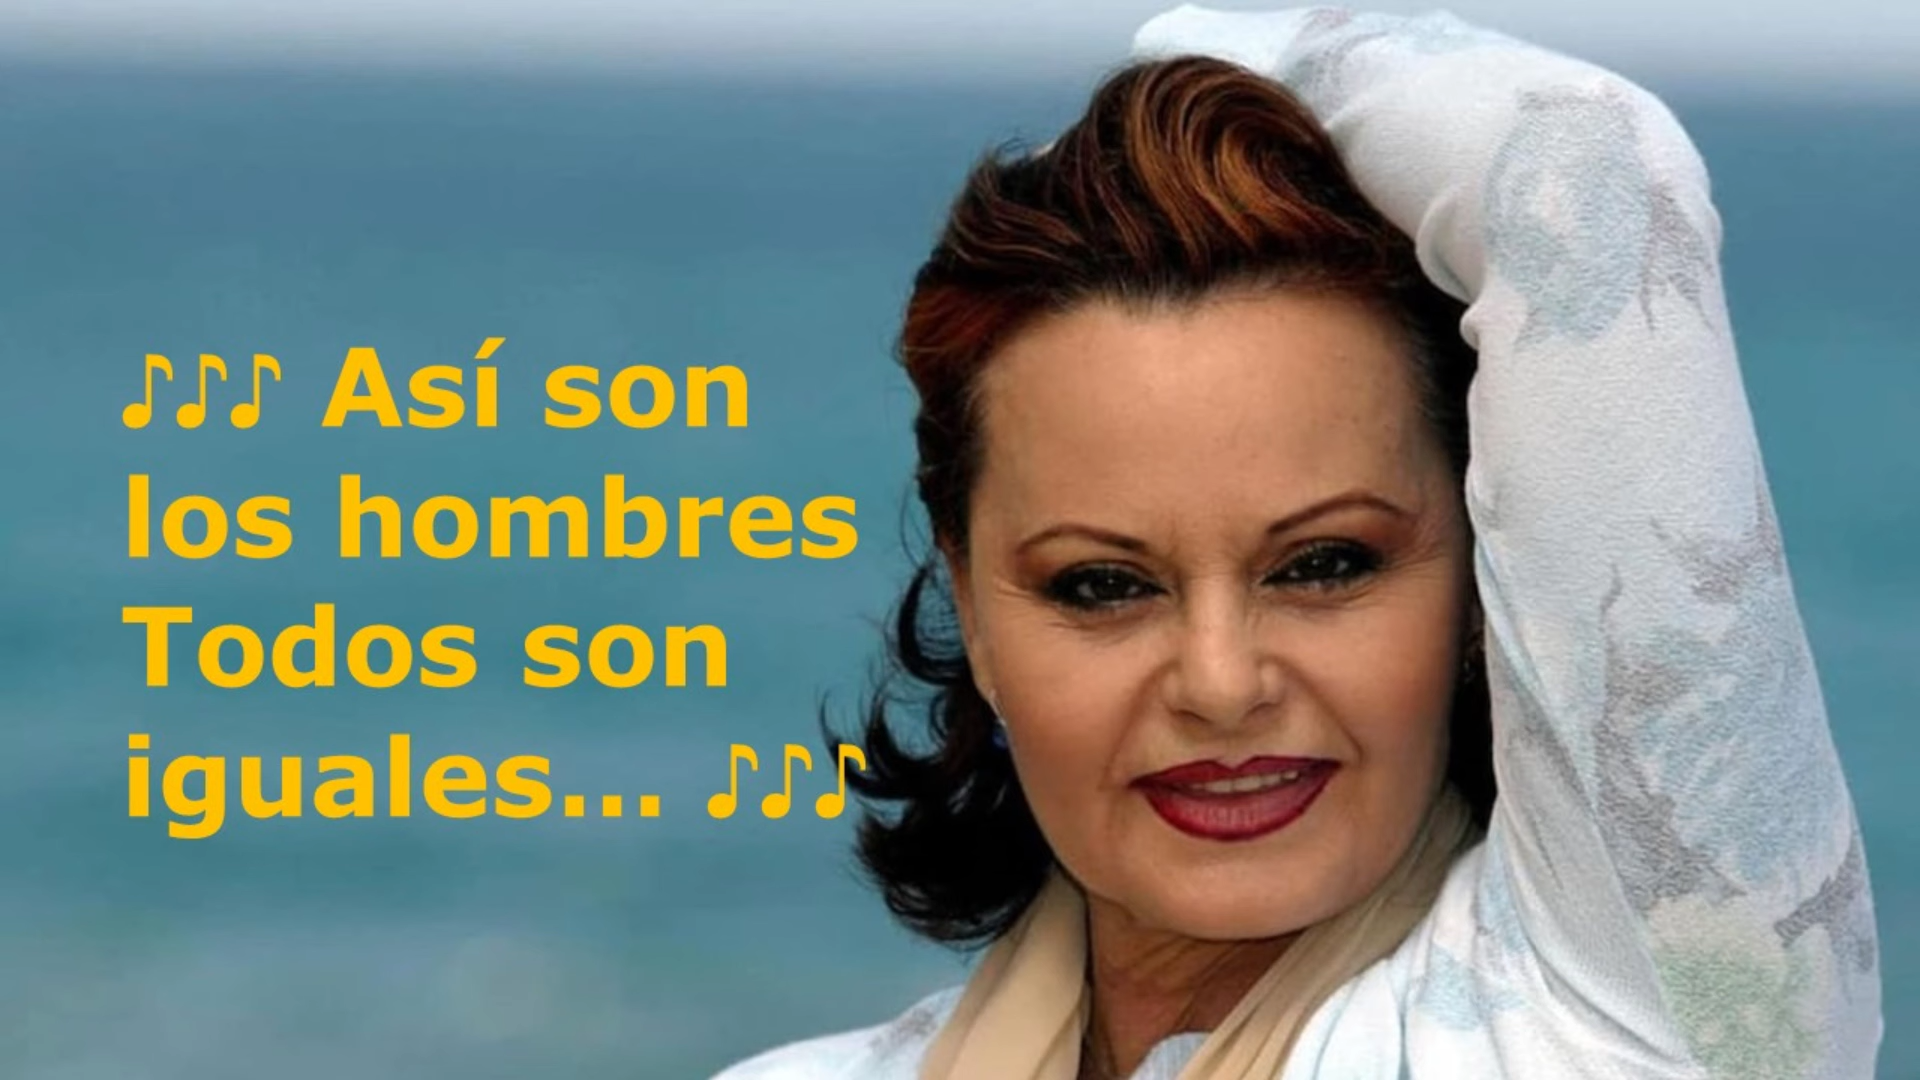 ♪♪♪ Así son
los hombres
Todos son
iguales... ♪♪♪